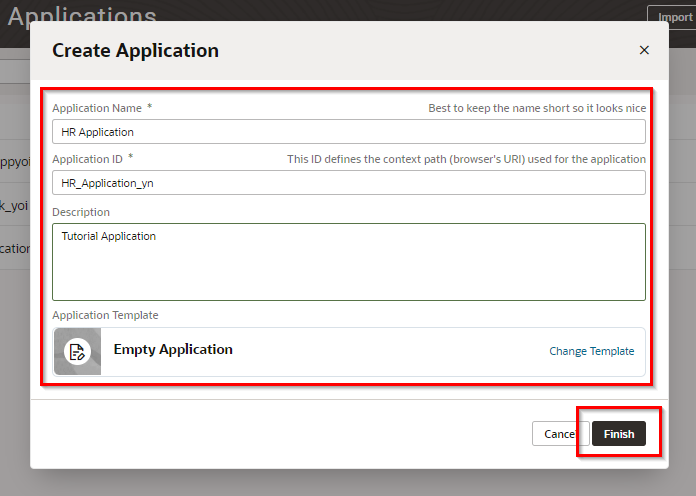 Applications
Import
Create Application
×
Application Name *
Best to keep the name short so it looks nice
HR Application
Application ID *
This ID defines the context path (browser's URI) used for the application
HR_Application_yn
Description
Tutorial Application
Application Template
Empty Application
Change Template
Cancel
Finish
ppyoi
k_yoi
cation